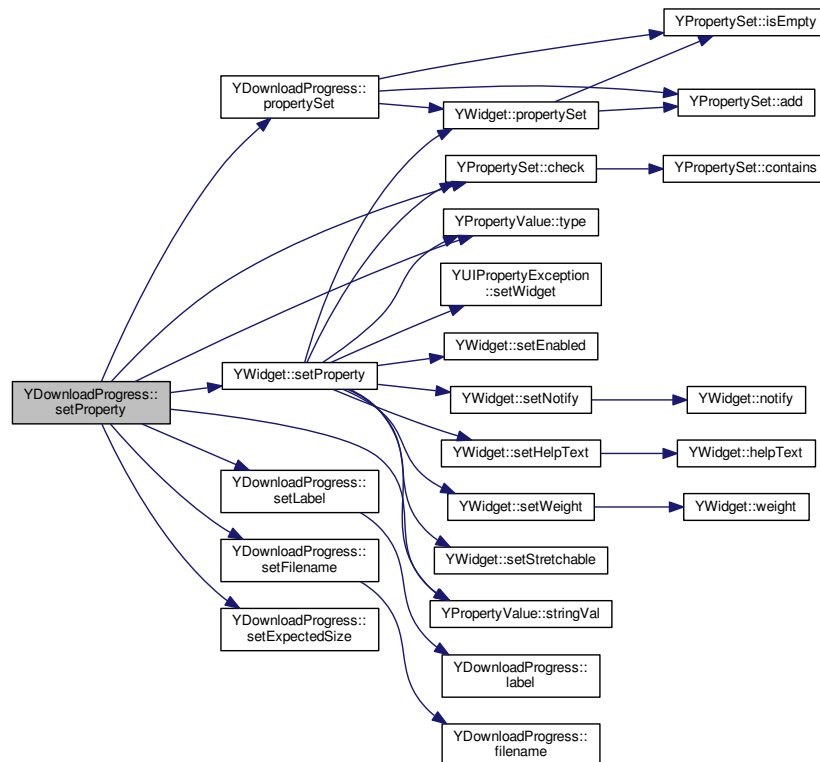 YPropertySet::isEmpty
YDownloadProgress::
propertySet
YPropertySet::add
YWidget::propertySet
YPropertySet::check
YPropertySet::contains
YPropertyValue::type
YUIPropertyException
::setWidget
YWidget::setEnabled
YWidget::setProperty
YDownloadProgress::
setProperty
YWidget::setNotify
YWidget::notify
YWidget::setHelpText
YWidget::helpText
YDownloadProgress::
setLabel
YWidget::setWeight
YWidget::weight
YDownloadProgress::
setFilename
YWidget::setStretchable
YPropertyValue::stringVal
YDownloadProgress::
setExpectedSize
YDownloadProgress::
label
YDownloadProgress::
filename